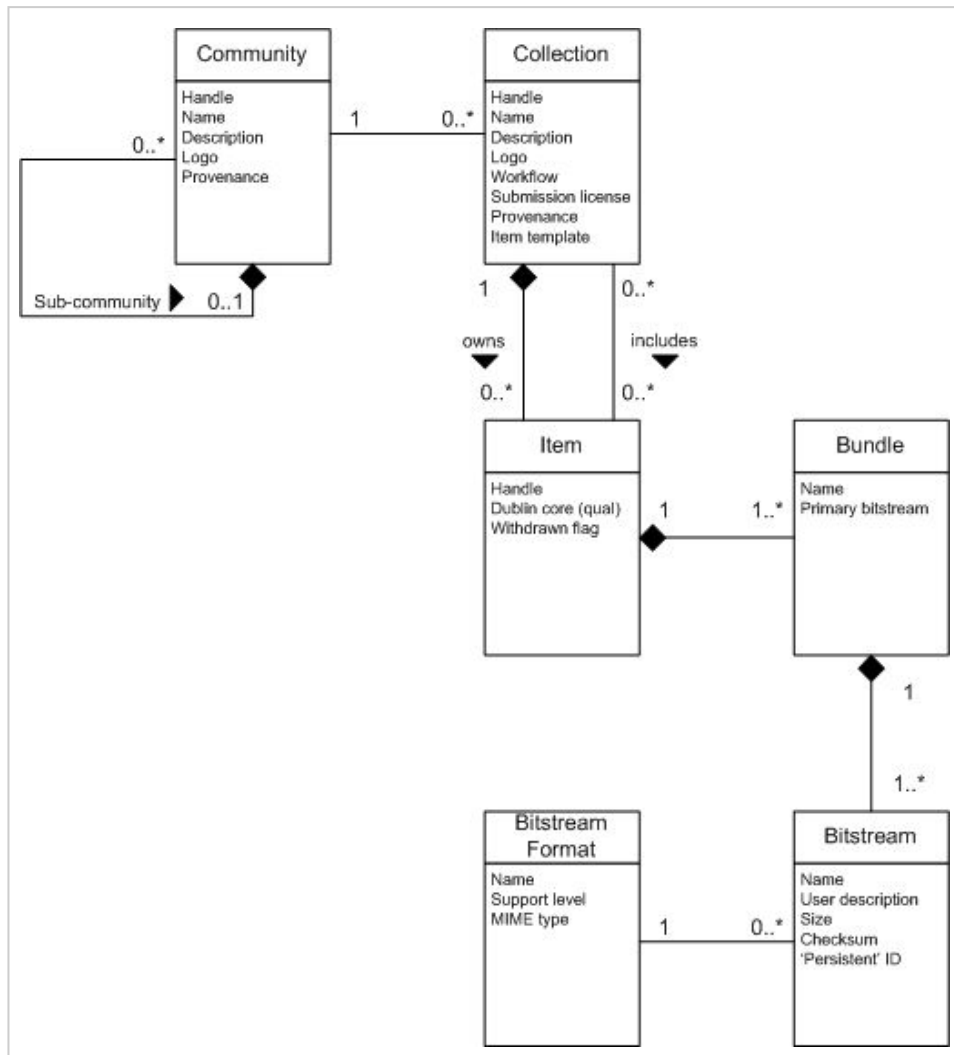 Community
Handle
Name
Description
Logo
Provenance
0..*
Sub-community
0..1
1
0..*
Collection
Handle
Name
Description
Logo
Workflow
Submission license
Provenance
Item template
1
0..*
owns
includes
0..*
0..*
Item
Handle
Dublin core (qual)
Withdrawn flag
1
1..*
Bundle
Name
Primary bitstream
1
1..*
Bitstream
Format
Name
Support level
MIME type
1
0..*
Bitstream
Name
User description
Size
Checksum
‘Persistent’ ID